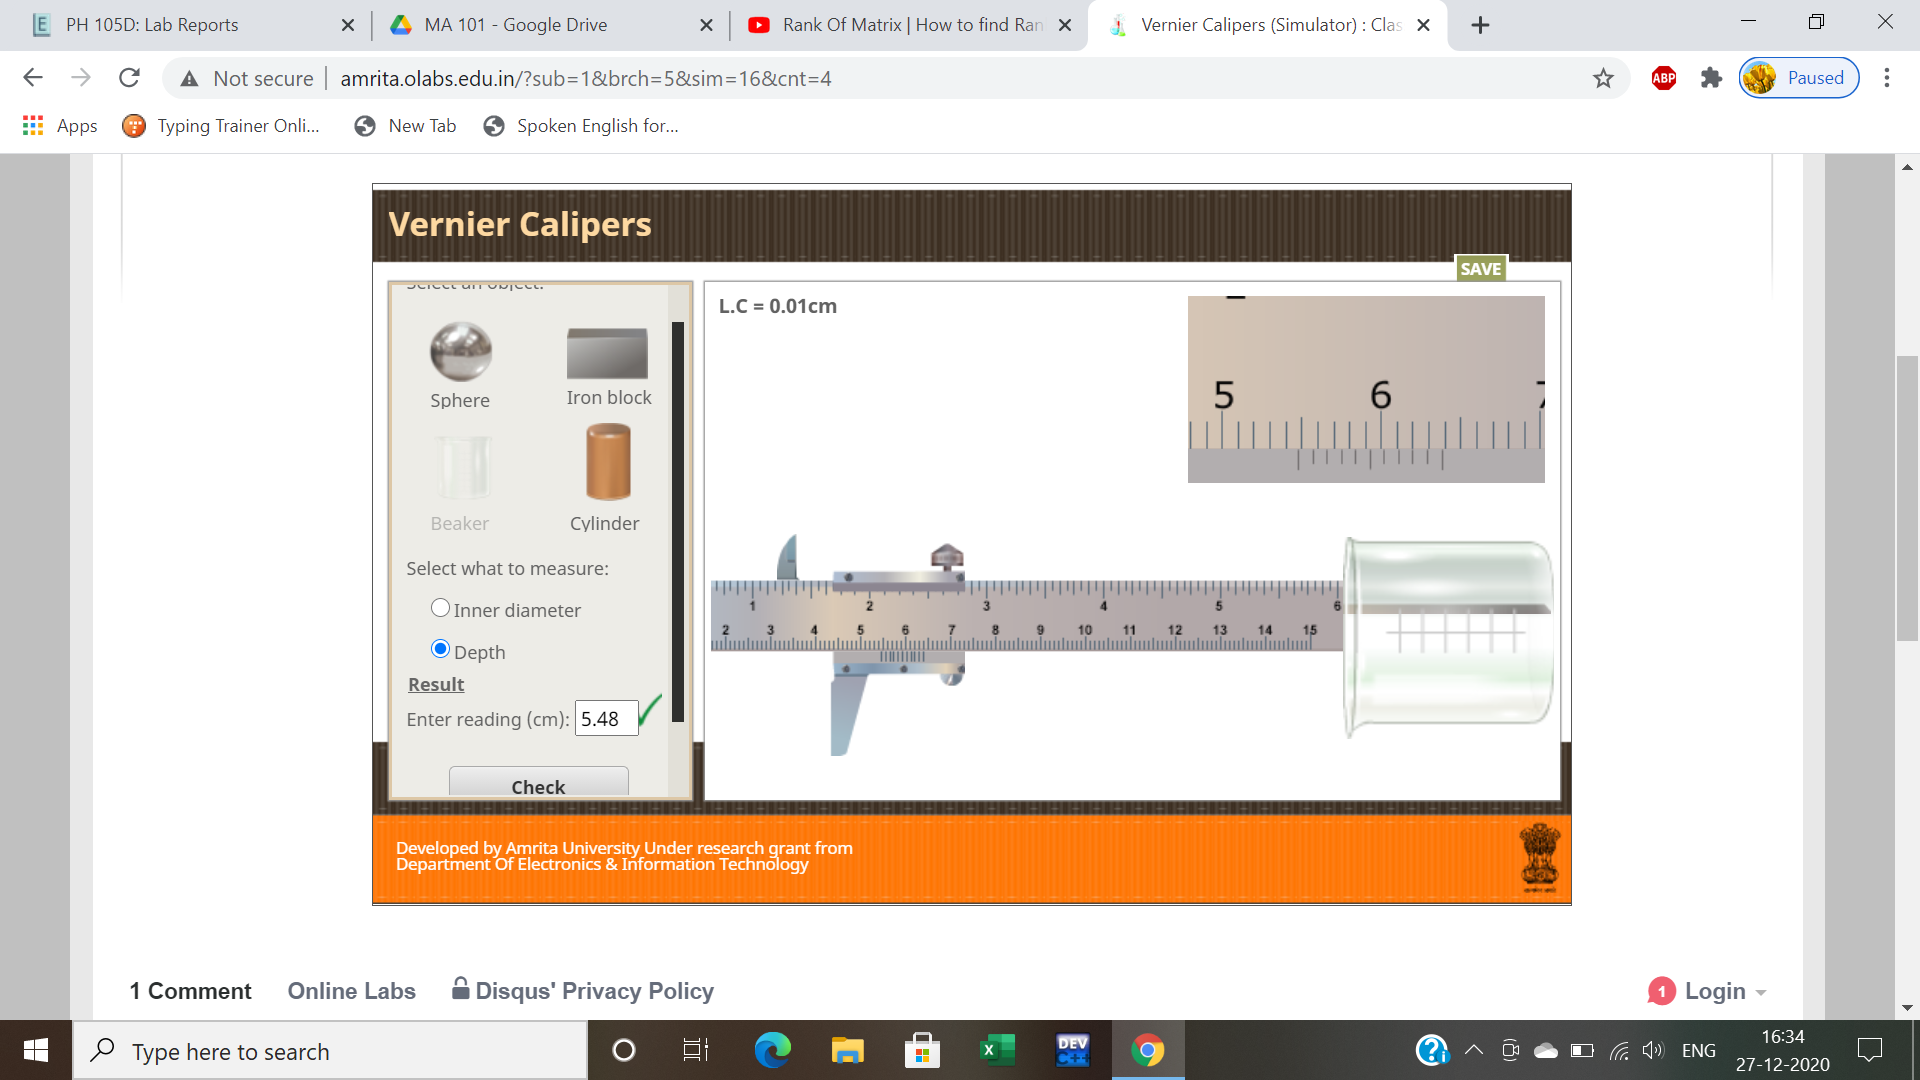 PH 105D: Lab Reports
MA 101 - Google Drive
Rank Of Matrix | How to find Ran
Vernier Calipers (Simulator) : Clas
Not secure
amrita.olabs.edu.in/?sub=1&brch=5&sim=16&cnt=4
ABP
Paused
Apps
Typing Trainer Onli...
New Tab
Spoken English for...
Vernier Calipers
SAVE
Select an object:
L.C = 0.01cm
Sphere
Iron block
Beaker
Cylinder
5 6 7
Select what to measure:
Inner diameter
Depth
Result
Enter reading (cm): 5.48
Check
1 2 3 4 5 6
2 3 4 5 6 7 8 9 10 11 12 13 14 15
Developed by Amrita University Under research grant from
Department Of Electronics & Information Technology
1 Comment
Online Labs
Disqus' Privacy Policy
1 Login
Type here to search
DEV
C++
ENG
16:34
27-12-2020